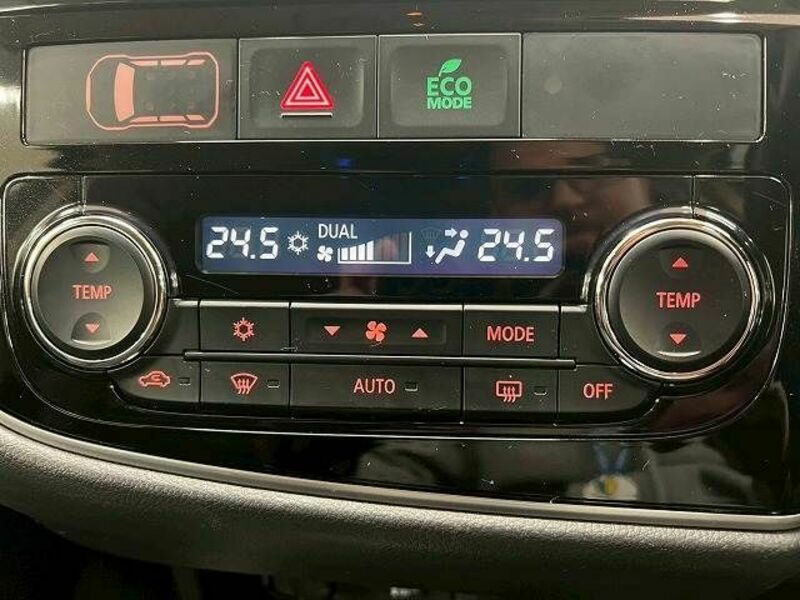 ECO
MODE
24.5 DUAL 24.5
TEMP
MODE
TEMP
AUTO
OFF